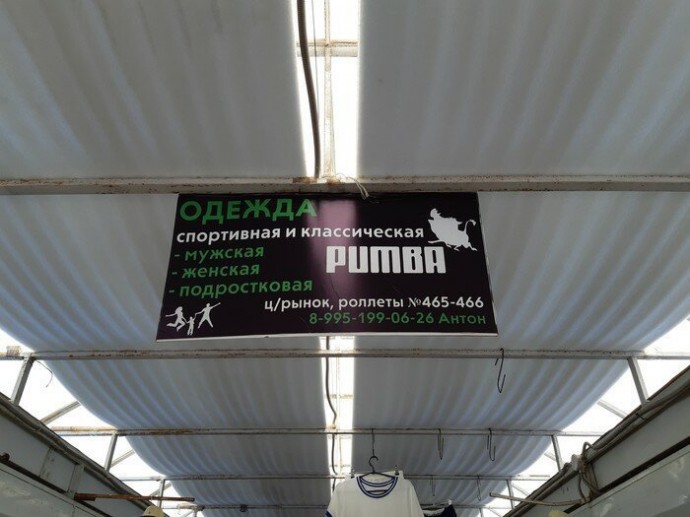 ОДЕЖДА
спортивная и классическая
- мужская
- женская
- подростковая
PUMBA
ц/рынок, роллеты №465-466
8-995-199-06-26 Антон